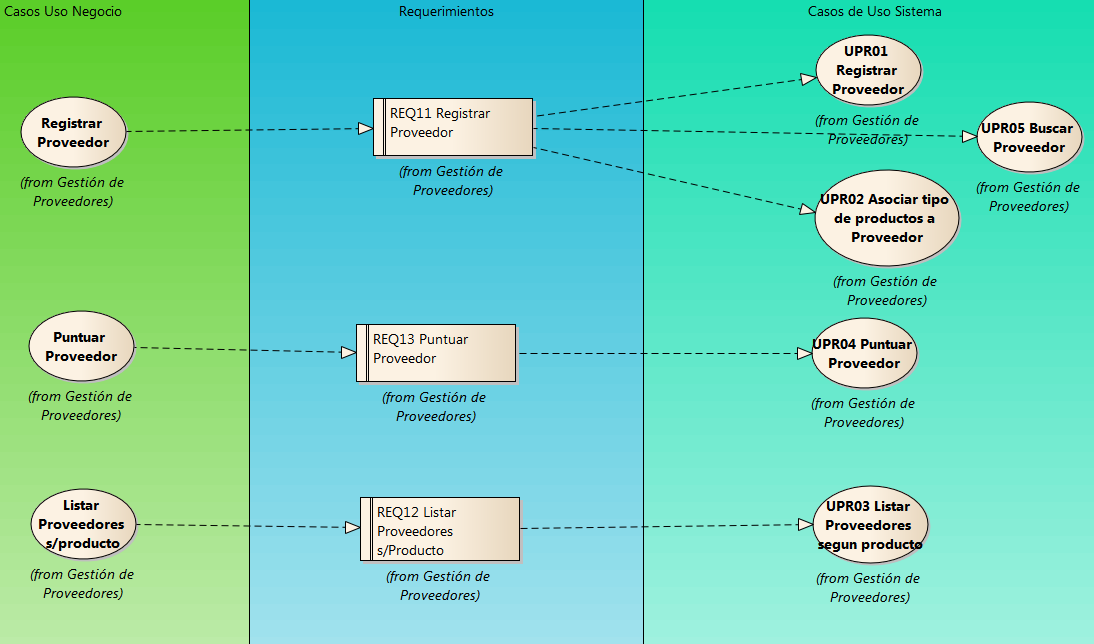 Casos Uso Negocio
Requerimientos
Casos de Uso Sistema
Registrar
Proveedor
(from Gestión de
Proveedores)
REQ11 Registrar
Proveedor
(from Gestión de
Proveedores)
UPR01
Registrar
Proveedor
(from Gestión de
Proveedores)
UPR05 Buscar
Proveedor
(from Gestión de
Proveedores)
UPR02 Asociar tipo
de productos a
Proveedor
(from Gestión de
Proveedores)
Puntuar
Proveedor
(from Gestión de
Proveedores)
REQ13 Puntuar
Proveedor
(from Gestión de
Proveedores)
UPR04 Puntuar
Proveedor
(from Gestión de
Proveedores)
Listar
Proveedores
s/producto
(from Gestión de
Proveedores)
REQ12 Listar
Proveedores
s/Producto
(from Gestión de
Proveedores)
UPR03 Listar
Proveedores
segun producto
(from Gestión de
Proveedores)